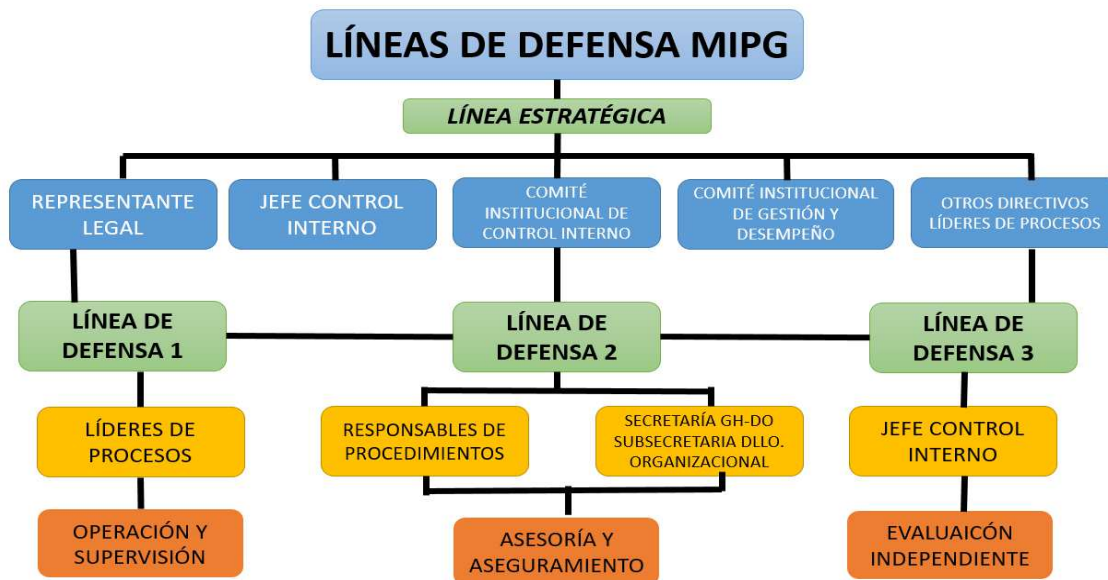 LÍNEAS DE DEFENSA MIPG
LÍNEA ESTRATÉGICA
REPRESENTANTE
LEGAL
JEFE CONTROL
INTERNO
COMITÉ
INSTITUCIONAL DE
CONTROL INTERNO
COMITÉ INSTITUCIONAL
DE GESTIÓN Y
DESEMPEÑO
OTROS DIRECTIVOS
LÍDERES DE PROCESOS
LÍNEA DE
DEFENSA 1
LÍNEA DE
DEFENSA 2
LÍNEA DE
DEFENSA 3
LÍDERES DE
PROCESOS
RESPONSABLES DE
PROCEDIMIENTOS
SECRETARÍA GH-DO
SUBSECRETARIA DLLO.
ORGANIZACIONAL
JEFE CONTROL
INTERNO
OPERACIÓN Y
SUPERVISIÓN
ASESORÍA Y
ASEGURAMIENTO
EVALUAICÓN
INDEPENDIENTE